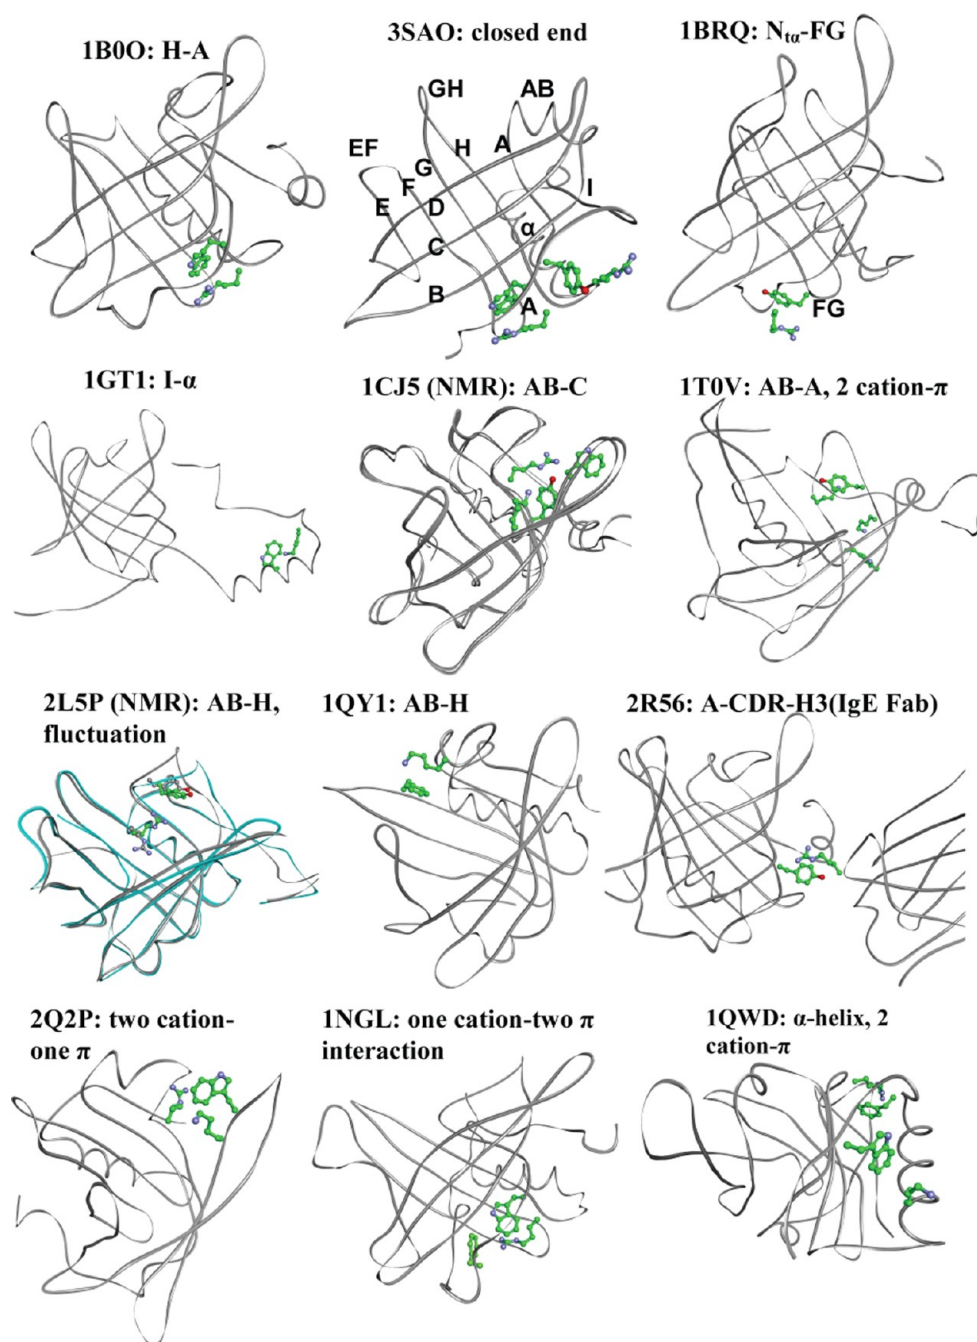 1B0O: H-A
3SAO: closed end
1BRQ: Ntα-FG
GH
AB
EF
H
A
G
F
I
E
D
α
C
B
A
FG
1GT1: I-α
1CJ5 (NMR): AB-C
1T0V: AB-A, 2 cation-π
2L5P (NMR): AB-H,
fluctuation
1QY1: AB-H
2R56: A-CDR-H3(IgE Fab)
2Q2P: two cation-
one π
1NGL: one cation-two π
interaction
1QWD: α-helix, 2
cation-π